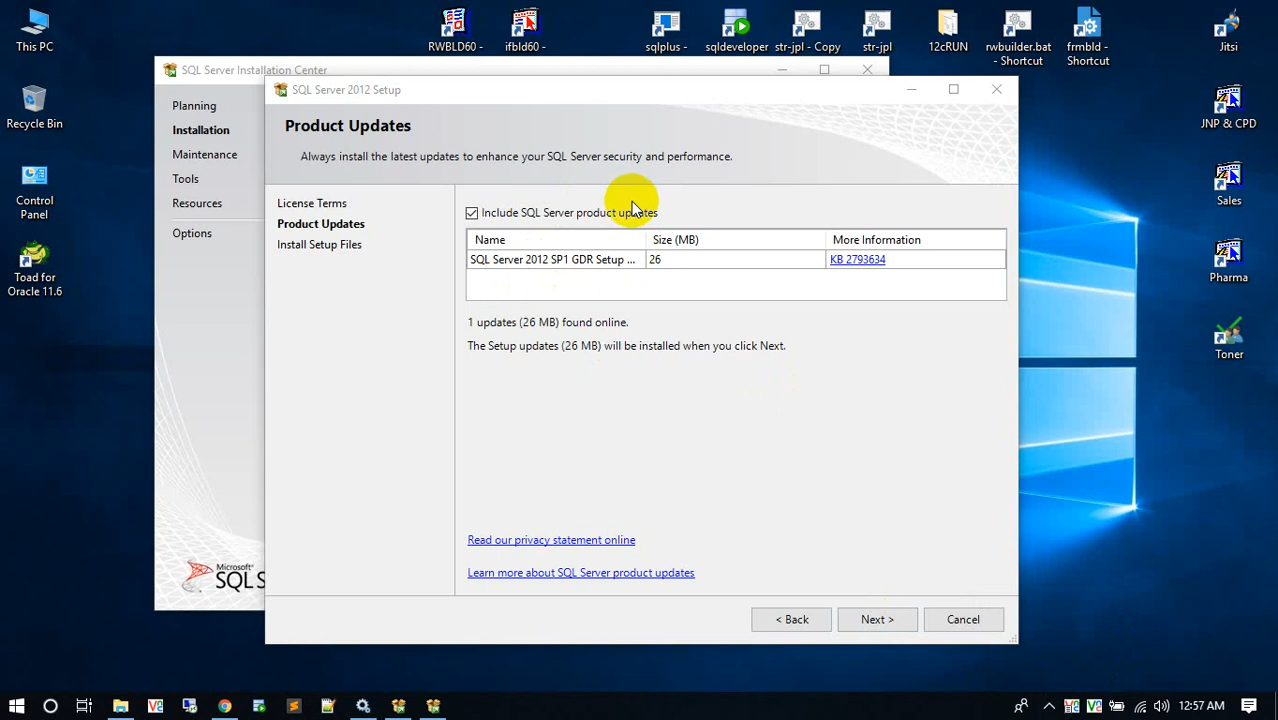 This PC
RWBLD60 -
ifbld60 -
sqlplus -
sqldeveloper
str-jpl - Copy
str-jpl
12cRUN
rwbuilder.bat
- Shortcut
frmbld -
Shortcut
Jitsi
Recycle Bin
Control
Panel
Toad for
Oracle 11.6
JNP & CPD
Sales
Pharma
Toner
SQL Server Installation Center
Planning
Installation
Maintenance
Tools
Resources
Options
Microsoft
SQL S
SQL Server 2012 Setup
Product Updates
Always install the latest updates to enhance your SQL Server security and performance.
License Terms
Product Updates
Install Setup Files
Include SQL Server product updates
Name Size (MB) More Information
SQL Server 2012 SP1 GDR Setup ... 26 KB 2793634
1 updates (26 MB) found online.
The Setup updates (26 MB) will be installed when you click Next.
Read our privacy statement online
Learn more about SQL Server product updates
< Back Next > Cancel
12:57 AM